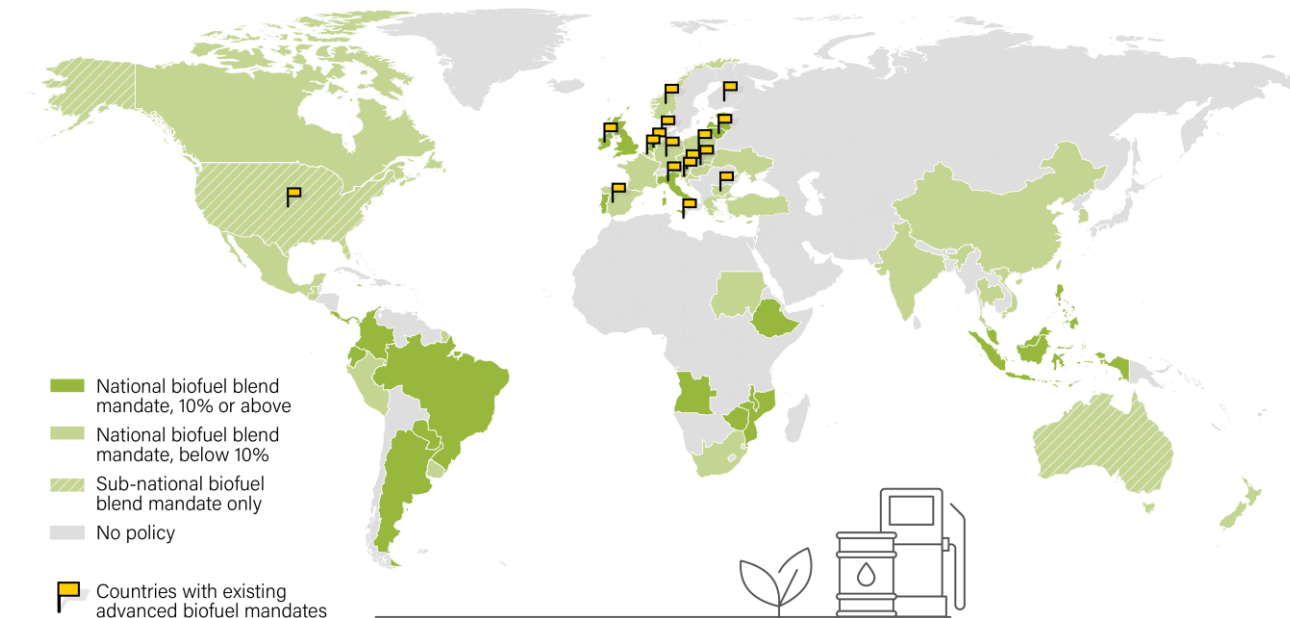 National biofuel blend
mandate, 10% or above
National biofuel blend
mandate, below 10%
Sub-national biofuel
blend mandate only
No policy
Countries with existing
advanced biofuel mandates